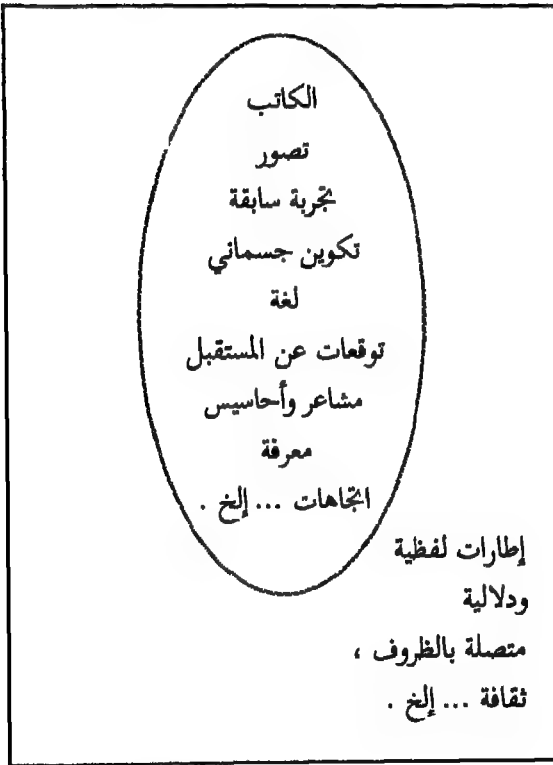 الكاتب
تصور
تجربة سابقة
تكوين جسماني
لغة
توقعات عن المستقبل
مشاعر وأحاسيس
معرفة
اتجاهات ... إلخ .
إطارات لفظية
ودلالية
متصلة بالظروف ،
ثقافة ... إلخ .